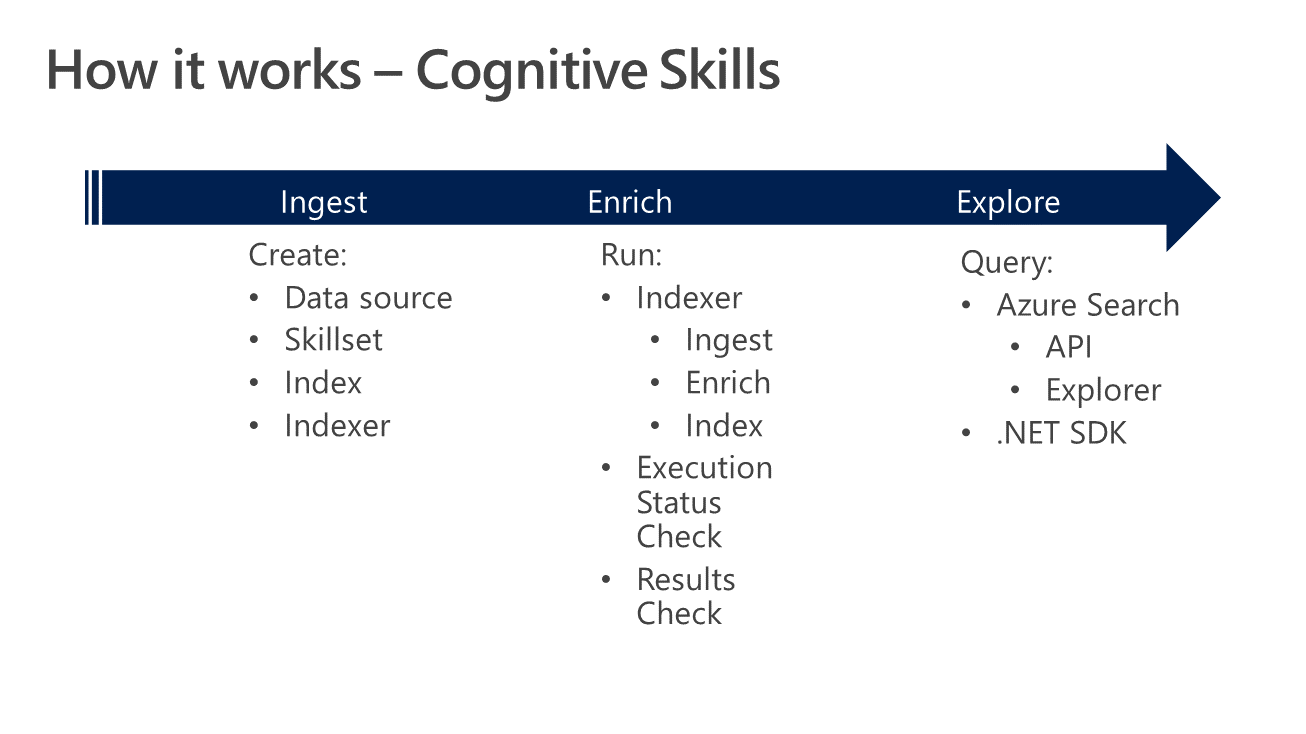 How it works – Cognitive Skills
Ingest
Enrich
Explore
Create:
• Data source
• Skillset
• Index
• Indexer
Run:
• Indexer
• Ingest
• Enrich
• Index
• Execution
Status
Check
• Results
Check
Query:
• Azure Search
• API
• Explorer
• .NET SDK